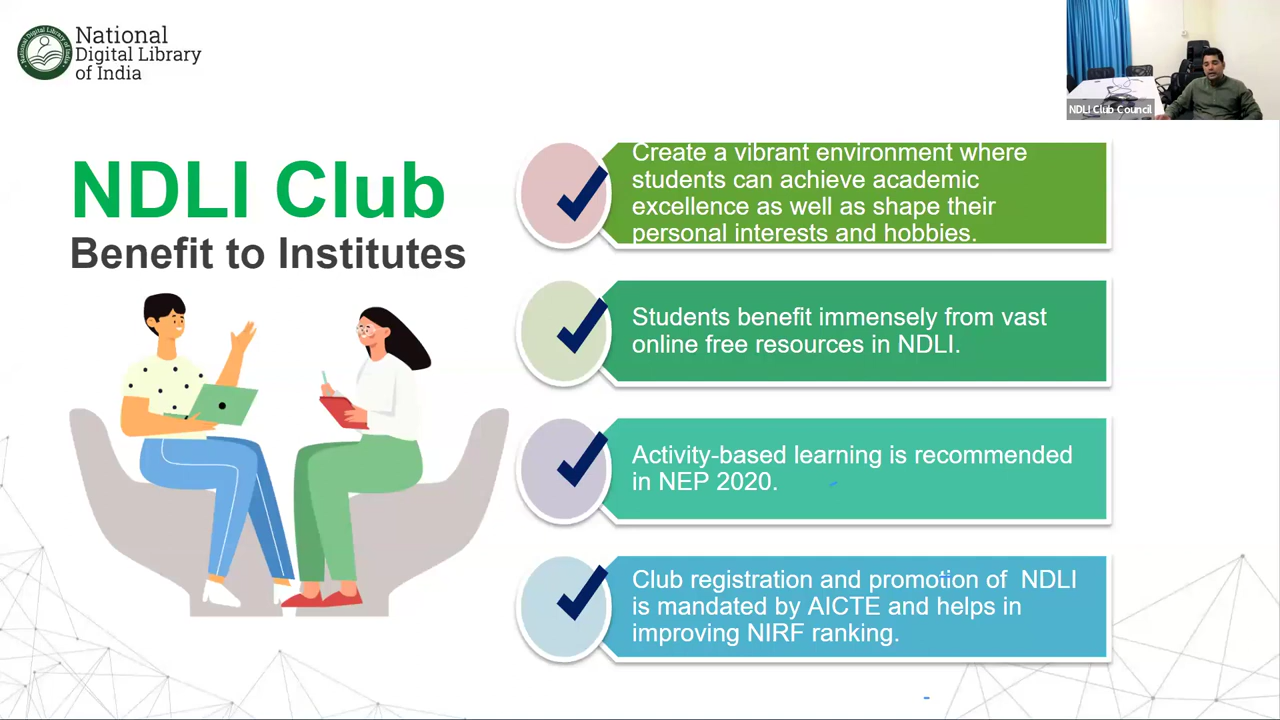 National
Digital Library
of India
NDLI Club Council
NDLI Club
Benefit to Institutes
Create a vibrant environment where
students can achieve academic
excellence as well as shape their
personal interests and hobbies.
Students benefit immensely from vast
online free resources in NDLI.
Activity-based learning is recommended
in NEP 2020.
Club registration and promotion of NDLI
is mandated by AICTE and helps in
improving NIRF ranking.